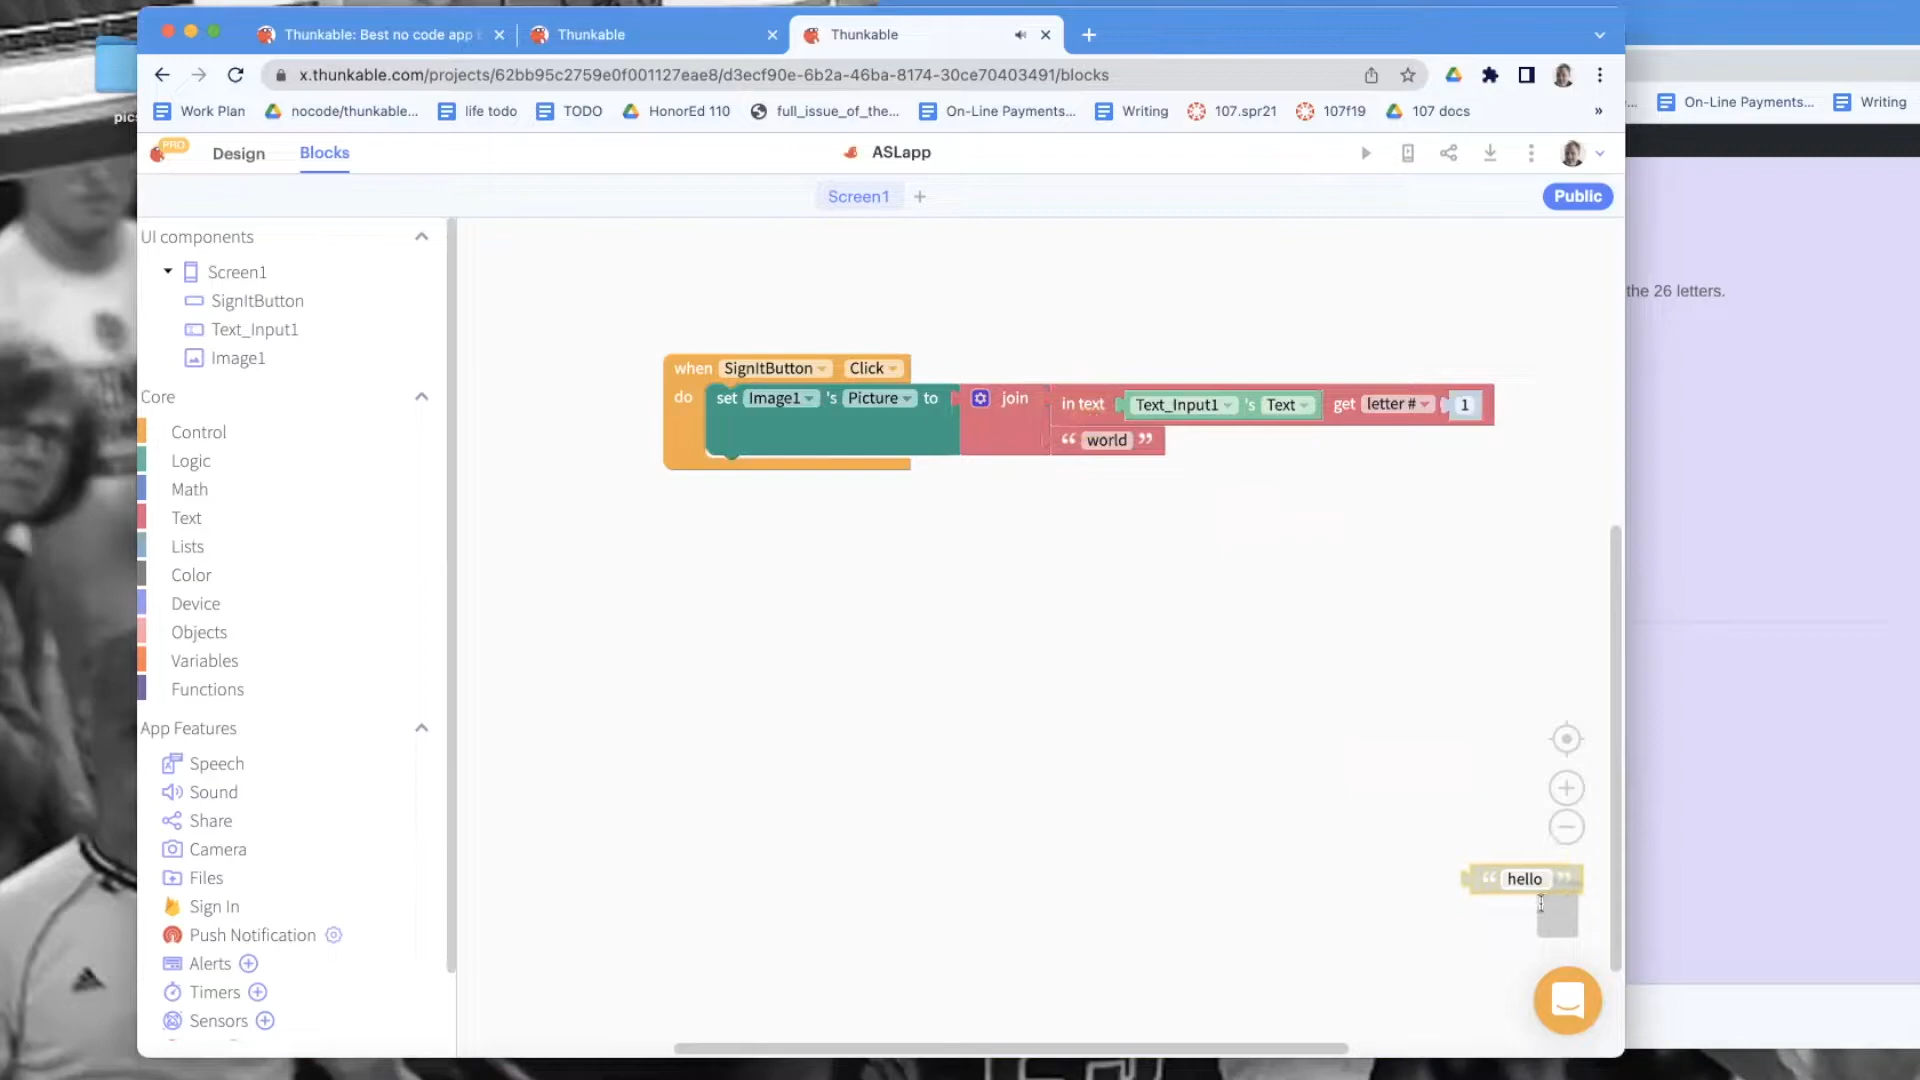 Thunkable: Best no code app
Thunkable
Thunkable
x.thunkable.com/projects/62bb95c2759e0f001127eae8/d3ecf90e-6b2a-46ba-8174-30ce70403491/blocks
Work Plan
nocode/thunkable...
life todo
TODO
HonorEd 110
full_issue_of_the...
On-Line Payments...
Writing
107.spr21
107f19
107 docs
»
On-Line Payments...
Writing
pics
PRO
Design
Blocks
ASLapp
Screen1
Public
UI components
Screen1
SignItButton
Text_Input1
Image1
Core
Control
Logic
Math
Text
Lists
Color
Device
Objects
Variables
Functions
App Features
Speech
Sound
Share
Camera
Files
Sign In
Push Notification
Alerts
Timers
Sensors
when SignItButton Click
do set Image1 's Picture to join in text Text_Input1 's Text get letter # 1
“ world ”
“ hello ”
the 26 letters.